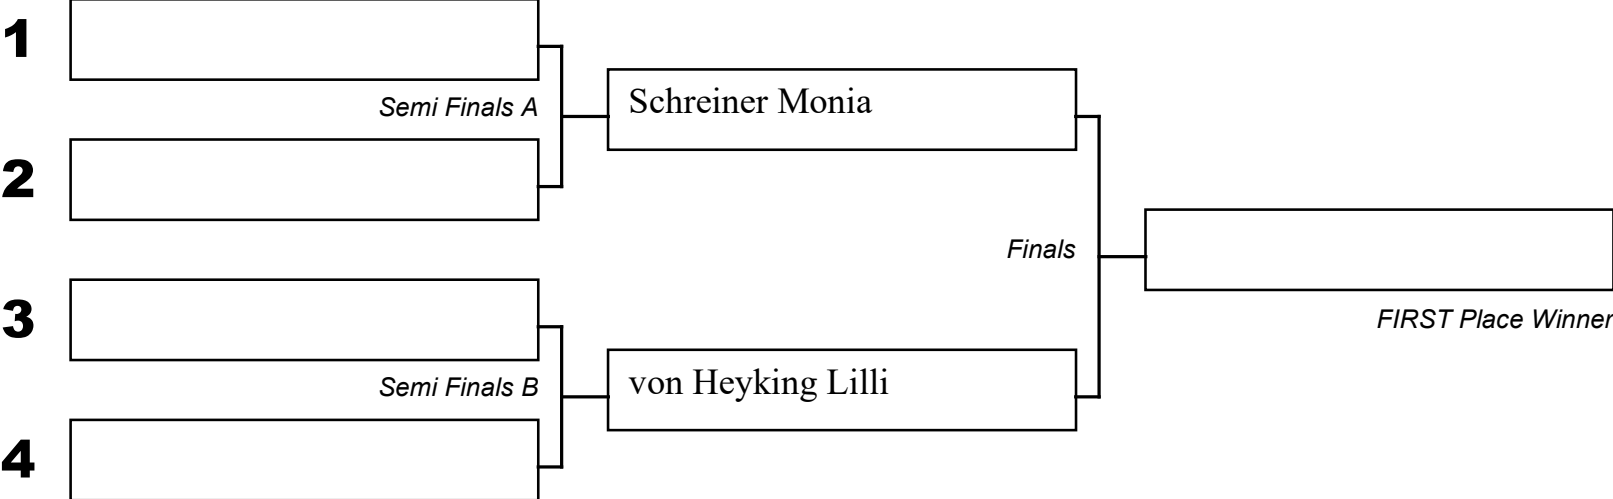 1
Semi Finals A
Schreiner Monia
2
Finals
FIRST Place Winner
3
Semi Finals B
von Heyking Lilli
4